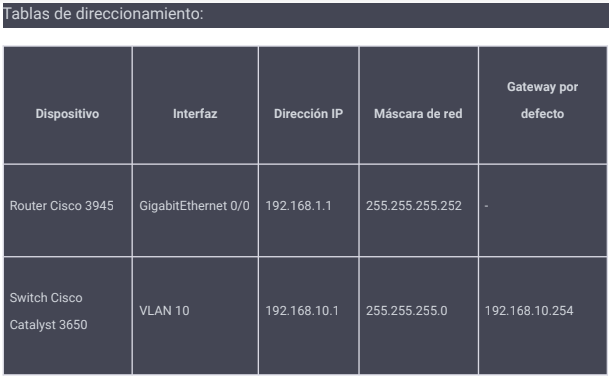 Tablas de direccionamiento:
Dispositivo
Interfaz
Dirección IP
Máscara de red
Gateway por
defecto
Router Cisco 3945
GigabitEthernet 0/0
192.168.1.1
255.255.255.252
-
Switch Cisco
Catalyst 3650
VLAN 10
192.168.10.1
255.255.255.0
192.168.10.254